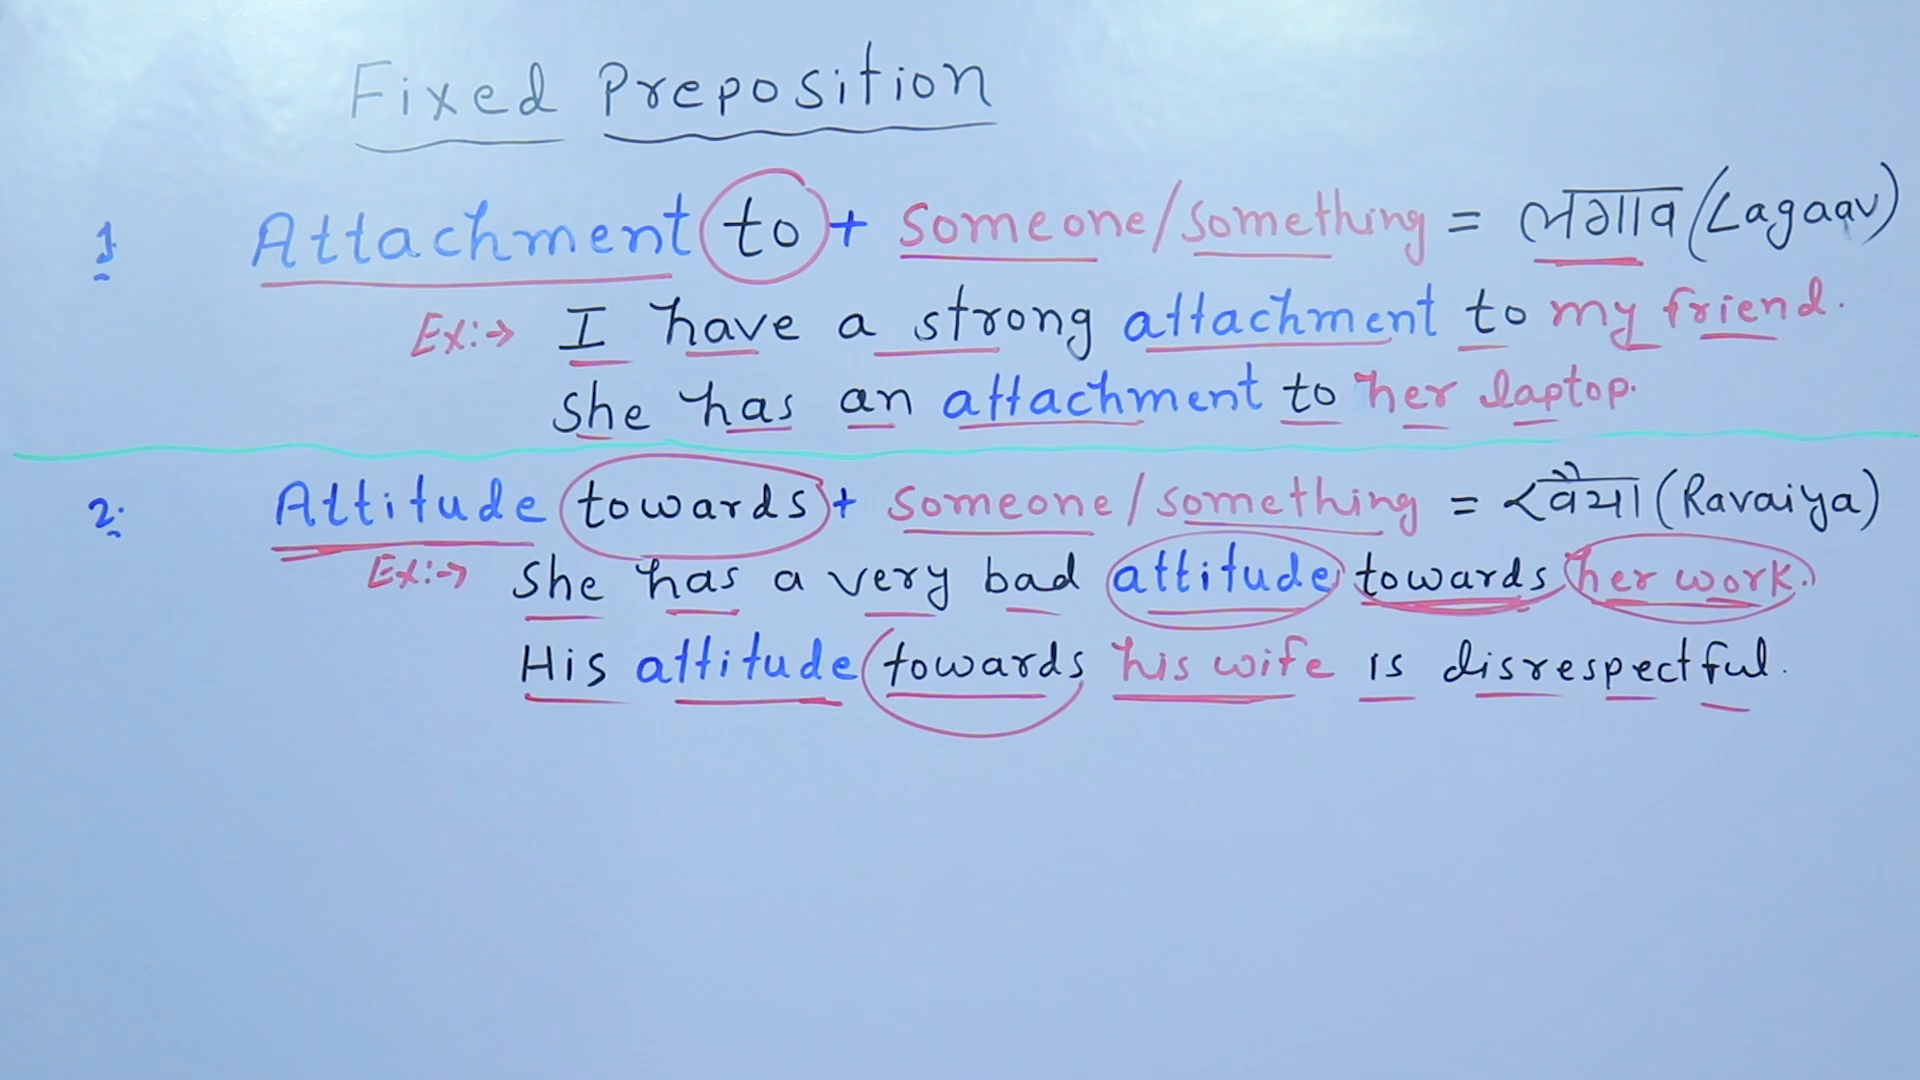 Fixed Preposition
1 Attachment to + someone/something = लगाव (Lagaav)
Ex:→ I have a strong attachment to my friend.
She has an attachment to her laptop.
2. Attitude towards + someone/something = रवैया (Ravaiya)
Ex:→ She has a very bad attitude towards her work.
His attitude towards his wife is disrespectful.